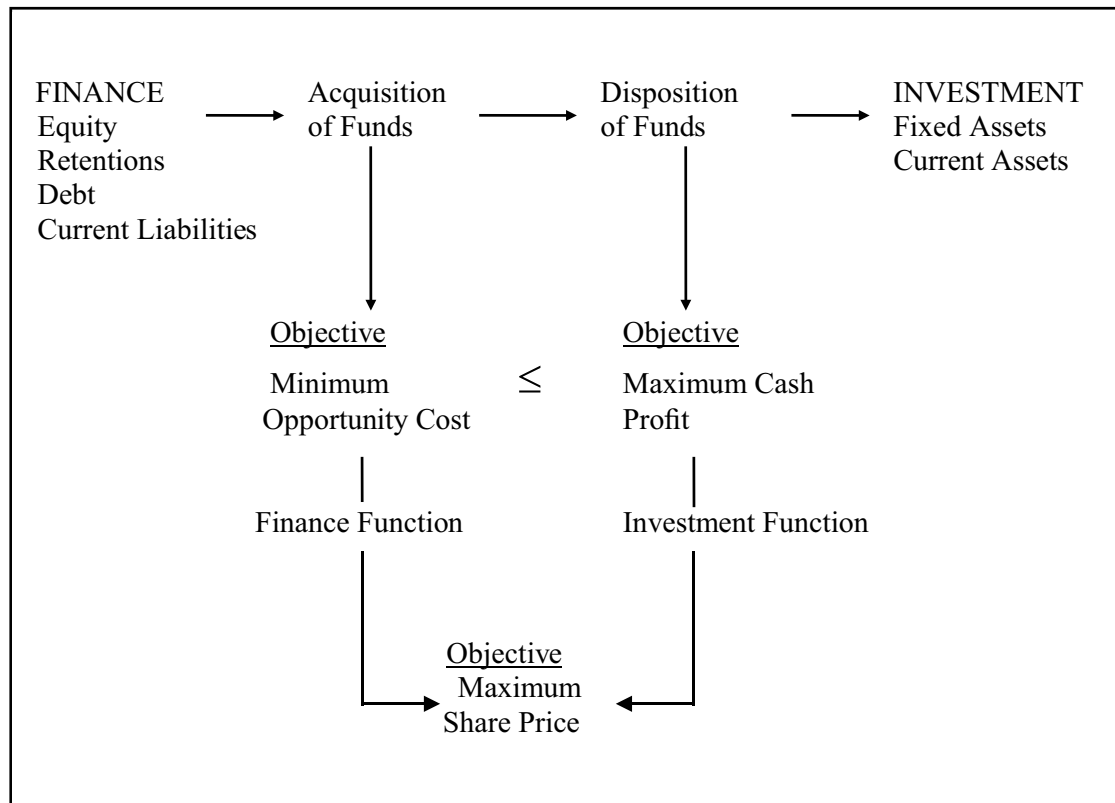 FINANCE
Equity
Retentions
Debt
Current Liabilities
Acquisition
of Funds
Disposition
of Funds
INVESTMENT
Fixed Assets
Current Assets
Objective
Minimum
Opportunity Cost
≤
Objective
Maximum Cash
Profit
Finance Function
Investment Function
Objective
Maximum
Share Price